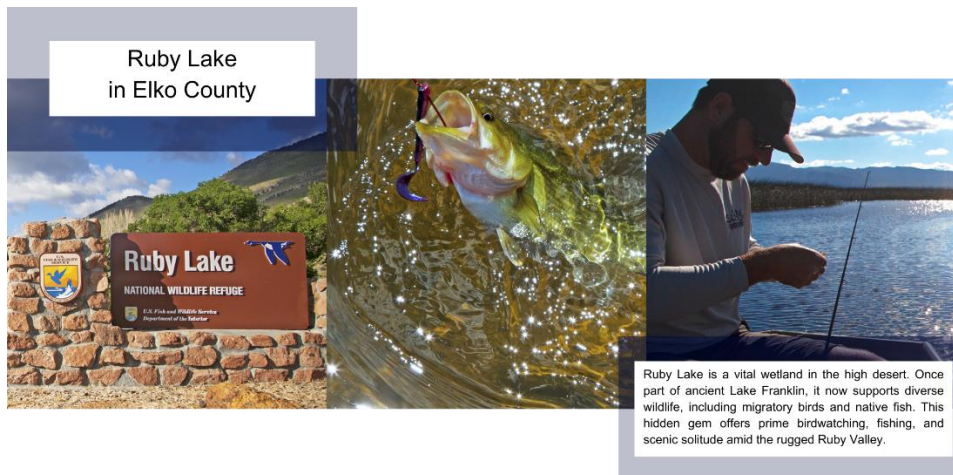 Ruby Lake
in Elko County
Ruby Lake
NATIONAL WILDLIFE REFUGE
U.S. Fish and Wildlife Service
Department of the Interior
Ruby Lake is a vital wetland in the high desert. Once
part of ancient Lake Franklin, it now supports diverse
wildlife, including migratory birds and native fish. This
hidden gem offers prime birdwatching, fishing, and
scenic solitude amid the rugged Ruby Valley.